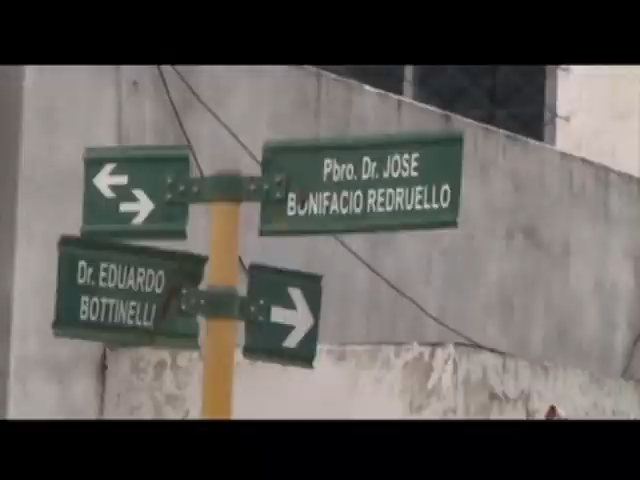 Pbro. Dr. JOSE
BONIFACIO REDRUELLO
Dr. EDUARDO
BOTTINELLI